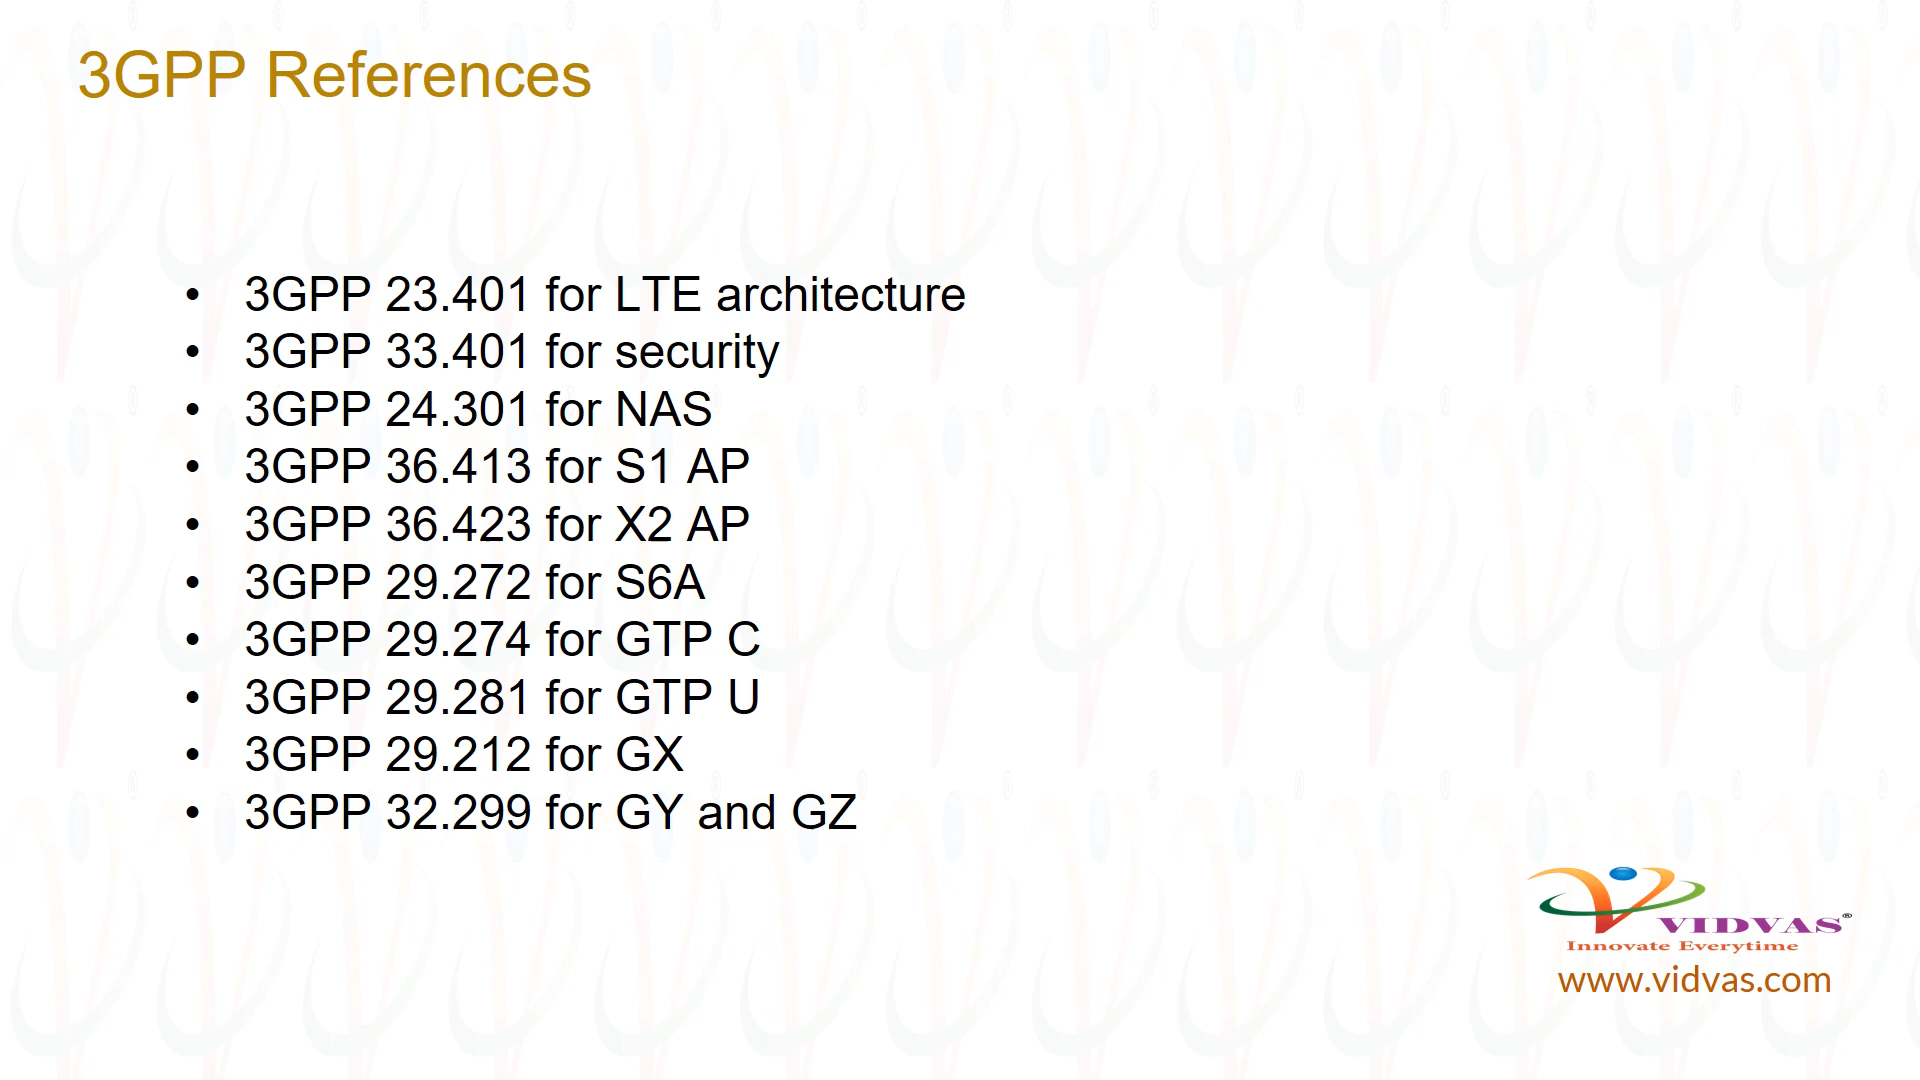 3GPP References
• 3GPP 23.401 for LTE architecture
• 3GPP 33.401 for security
• 3GPP 24.301 for NAS
• 3GPP 36.413 for S1 AP
• 3GPP 36.423 for X2 AP
• 3GPP 29.272 for S6A
• 3GPP 29.274 for GTP C
• 3GPP 29.281 for GTP U
• 3GPP 29.212 for GX
• 3GPP 32.299 for GY and GZ
VIDVAS®
Innovate Everytime
www.vidvas.com